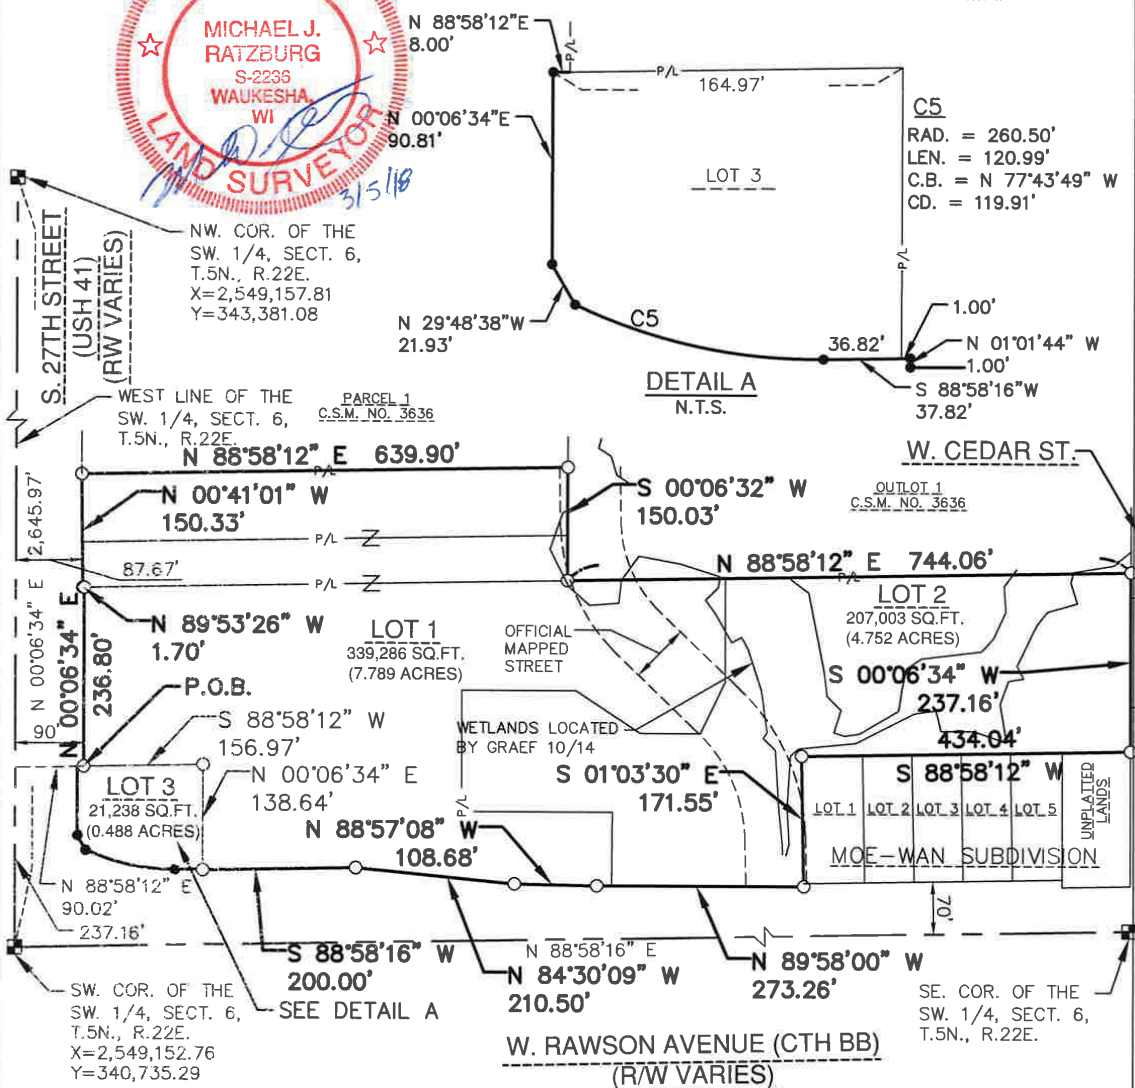 MICHAEL J.
RATZBURG
S-2236
WAUKESHA,
WI
LAND SURVEYOR
3/5/18
N 88°58'12"E
8.00'
P/L
P/L
164.97'
N 00°06'34"E
90.81'
LOT 3
P/L
C5
RAD. = 260.50'
LEN. = 120.99'
C.B. = N 77°43'49" W
CD. = 119.91'
N 29°48'38"W
21.93'
C5
36.82'
1.00'
N 01°01'44" W
1.00'
S 88°58'16"W
37.82'
DETAIL A
N.T.S.
NW. COR. OF THE
SW. 1/4, SECT. 6,
T.5N., R.22E.
X=2,549,157.81
Y=343,381.08
S. 27TH STREET
(USH 41)
(RW VARIES)
WEST LINE OF THE
SW. 1/4, SECT. 6,
T.5N., R.22E.
PARCEL 1
C.S.M. NO. 3636
N 88°58'12" E 639.90'
P/L
W. CEDAR ST.
OUTLOT 1
C.S.M. NO. 3636
N 00°41'01" W
150.33'
S 00°06'32" W
150.03'
P/L Z
2,645.97'
N 00°06'34" E
87.67'
P/L Z
N 88°58'12" E 744.06'
P/L
N 89°53'26" W
1.70'
N 00°06'34" E
236.80'
LOT 1
339,286 SQ.FT.
(7.789 ACRES)
OFFICIAL
MAPPED
STREET
LOT 2
207,003 SQ.FT.
(4.752 ACRES)
S 00°06'34" W
237.16'
P.O.B.
90'
S 88°58'12" W
156.97'
WETLANDS LOCATED
BY GRAEF 10/14
434.04'
S 88°58'12" W
LOT 3
21,238 SQ.FT.
(0.488 ACRES)
N 00°06'34" E
138.64'
P/L
S 01°03'30" E
171.55'
LOT 1
LOT 2
LOT 3
LOT 4
LOT 5
UNPLATTED
LANDS
MOE-WAN SUBDIVISION
N 88°57'08" W
108.68'
N 88°58'12" E
90.02'
237.16'
70'
S 88°58'16" W
200.00'
N 88°58'16" E
N 84°30'09" W
210.50'
N 89°58'00" W
273.26'
SW. COR. OF THE
SW. 1/4, SECT. 6,
T.5N., R.22E.
X=2,549,152.76
Y=340,735.29
SEE DETAIL A
SE. COR. OF THE
SW. 1/4, SECT. 6,
T.5N., R.22E.
W. RAWSON AVENUE (CTH BB)
(R/W VARIES)